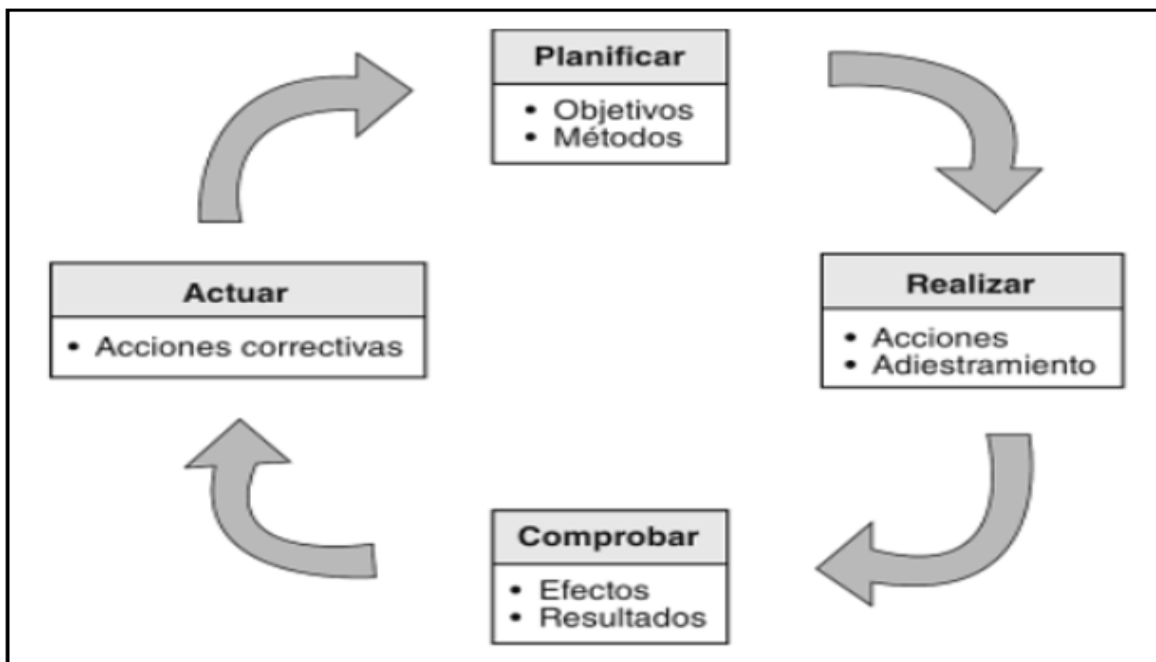 Planificar
• Objetivos
• Métodos
Realizar
• Acciones
• Adiestramiento
Comprobar
• Efectos
• Resultados
Actuar
• Acciones correctivas